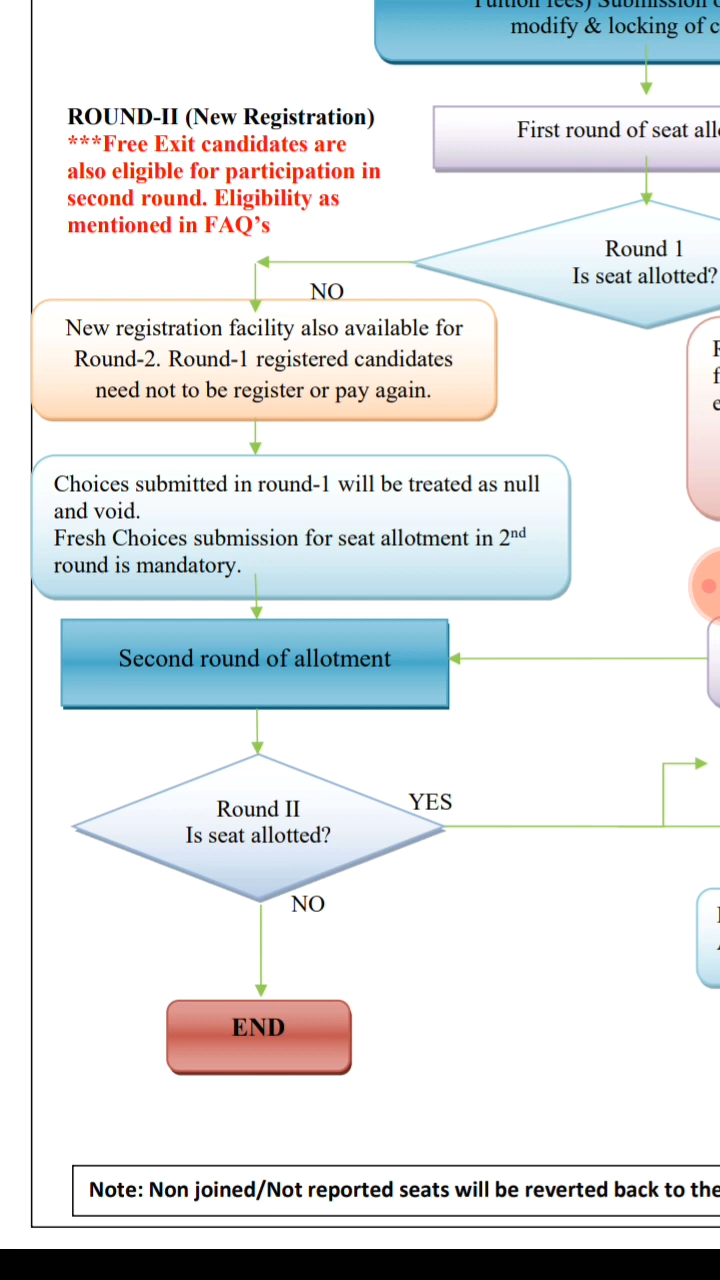 Tuition fees) Submission
modify & locking of c
ROUND-II (New Registration)
***Free Exit candidates are
also eligible for participation in
second round. Eligibility as
mentioned in FAQ's
First round of seat all
Round 1
Is seat allotted?
NO
New registration facility also available for
Round-2. Round-1 registered candidates
need not to be register or pay again.
Choices submitted in round-1 will be treated as null
and void.
Fresh Choices submission for seat allotment in 2nd
round is mandatory.
Second round of allotment
Round II
Is seat allotted?
YES
NO
END
Note: Non joined/Not reported seats will be reverted back to the